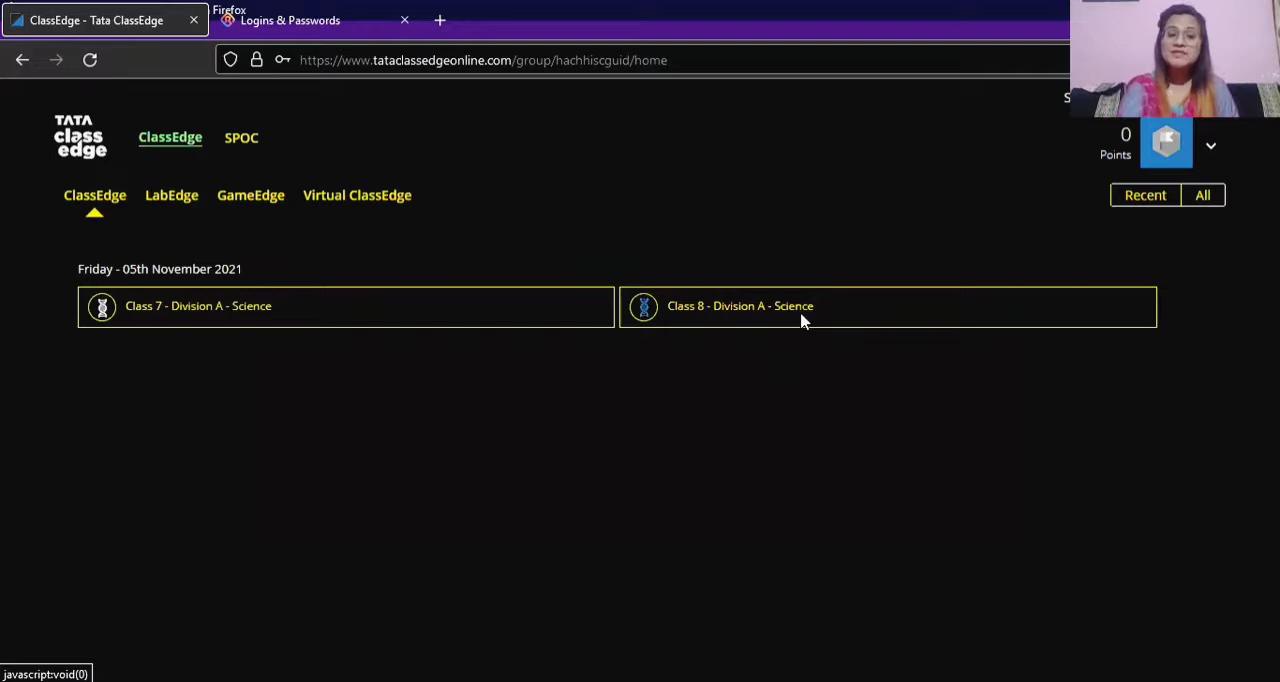 Firefox
ClassEdge - Tata ClassEdge
Logins & Passwords
https://www.tataclassedgeonline.com/group/hachhiscguid/home
S
TATA
class
edge
ClassEdge
SPOC
0
Points
ClassEdge
LabEdge
GameEdge
Virtual ClassEdge
Recent
All
Friday - 05th November 2021
Class 7 - Division A - Science
Class 8 - Division A - Science
javascript:void(0)